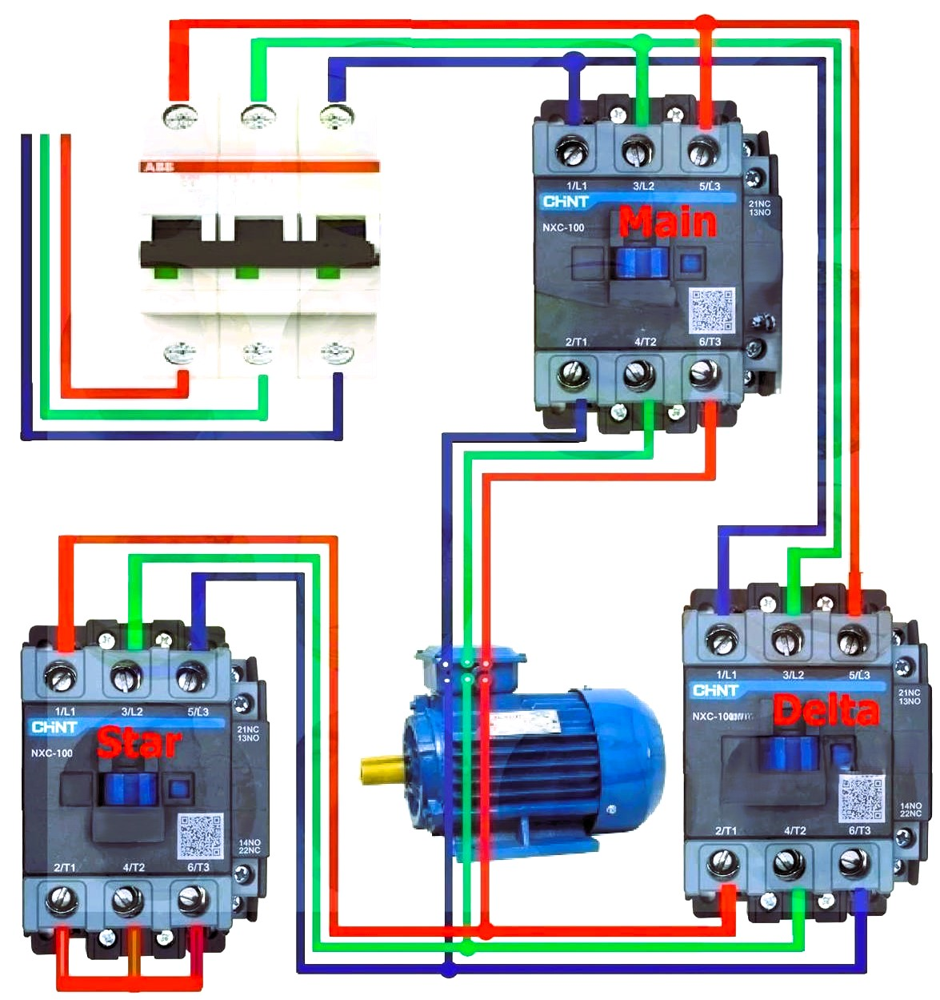 ABB
1/L1 3/L2 5/L3
CHNT
21NC
13NO
Main
NXC-100
2/T1 4/T2 6/T3
1/L1 3/L2 5/L3
CHNT
21NC
13NO
Star
NXC-100
14NO
22NC
2/T1 4/T2 6/T3
1/L1 3/L2 5/L3
CHNT
21NC
13NO
Delta
NXC-100
14NO
22NC
2/T1 4/T2 6/T3